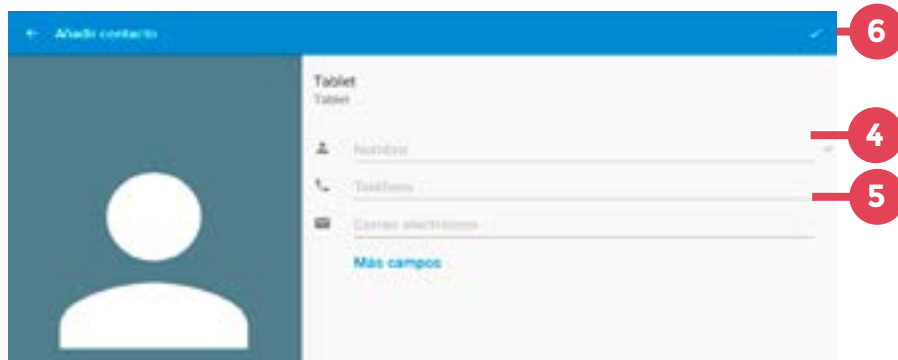 Añadir contacto
6
Tablet
Tablet
4
Nombre
Teléfono
5
Correo electrónico
Más campos